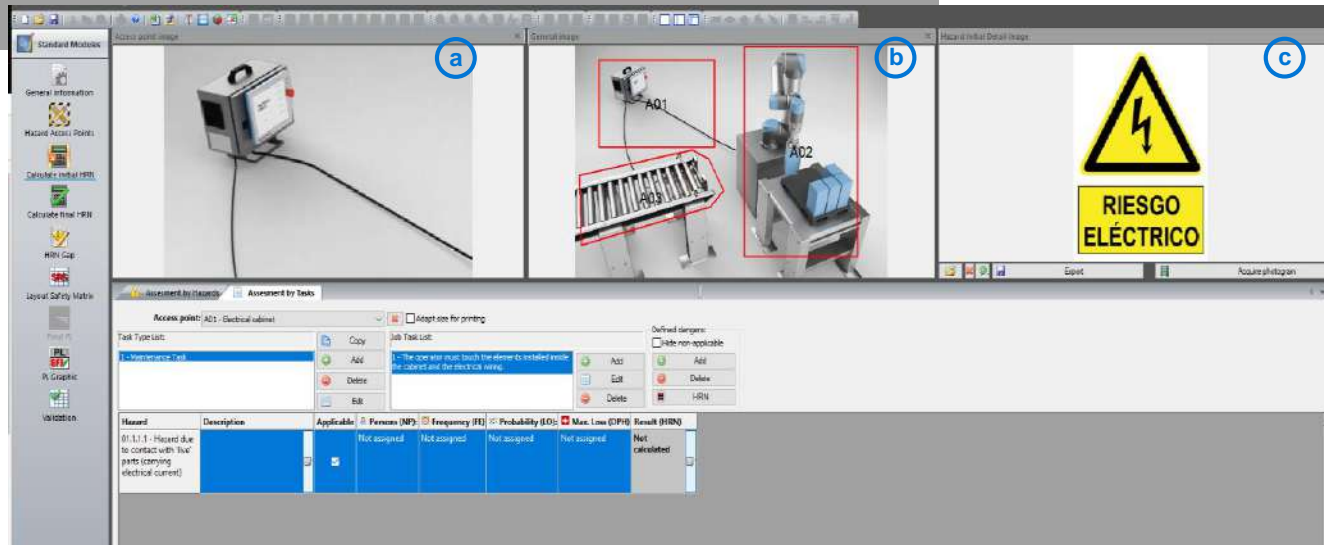 Standard Modules
General Information
Hazard Access Points
Calculate initial HRN
Calculate final HRN
HRN Gap
Layout Safety Matrix
PL Graphic
Validation
Access point image
a
General image
b
A01
A02
A03
Hazard Initial Detail Image
c
RIESGO
ELÉCTRICO
Export
Acquire photogram
Assesment by Hazards
Assesment by Tasks
Access point: A01 - Electrical cabinet
Adapt size for printing
Task Type List:
1 - Maintenance Task
Copy
Add
Delete
Edit
Job Task List:
1 - The operator must touch the elements installed inside
the cabinet and the electrical wiring.
Add
Edit
Delete
Defined dangers:
Hide non-applicable
Add
Delete
HRN
Hazard Description Applicable Persons (NP): Frequency (FE) Probability (LO): Max. Loss (DPH) Result (HRN)
01.1.1.1 - Hazard due
to contact with 'live'
parts (carrying
electrical current)
Not assigned Not assigned Not assigned Not assigned Not
calculated